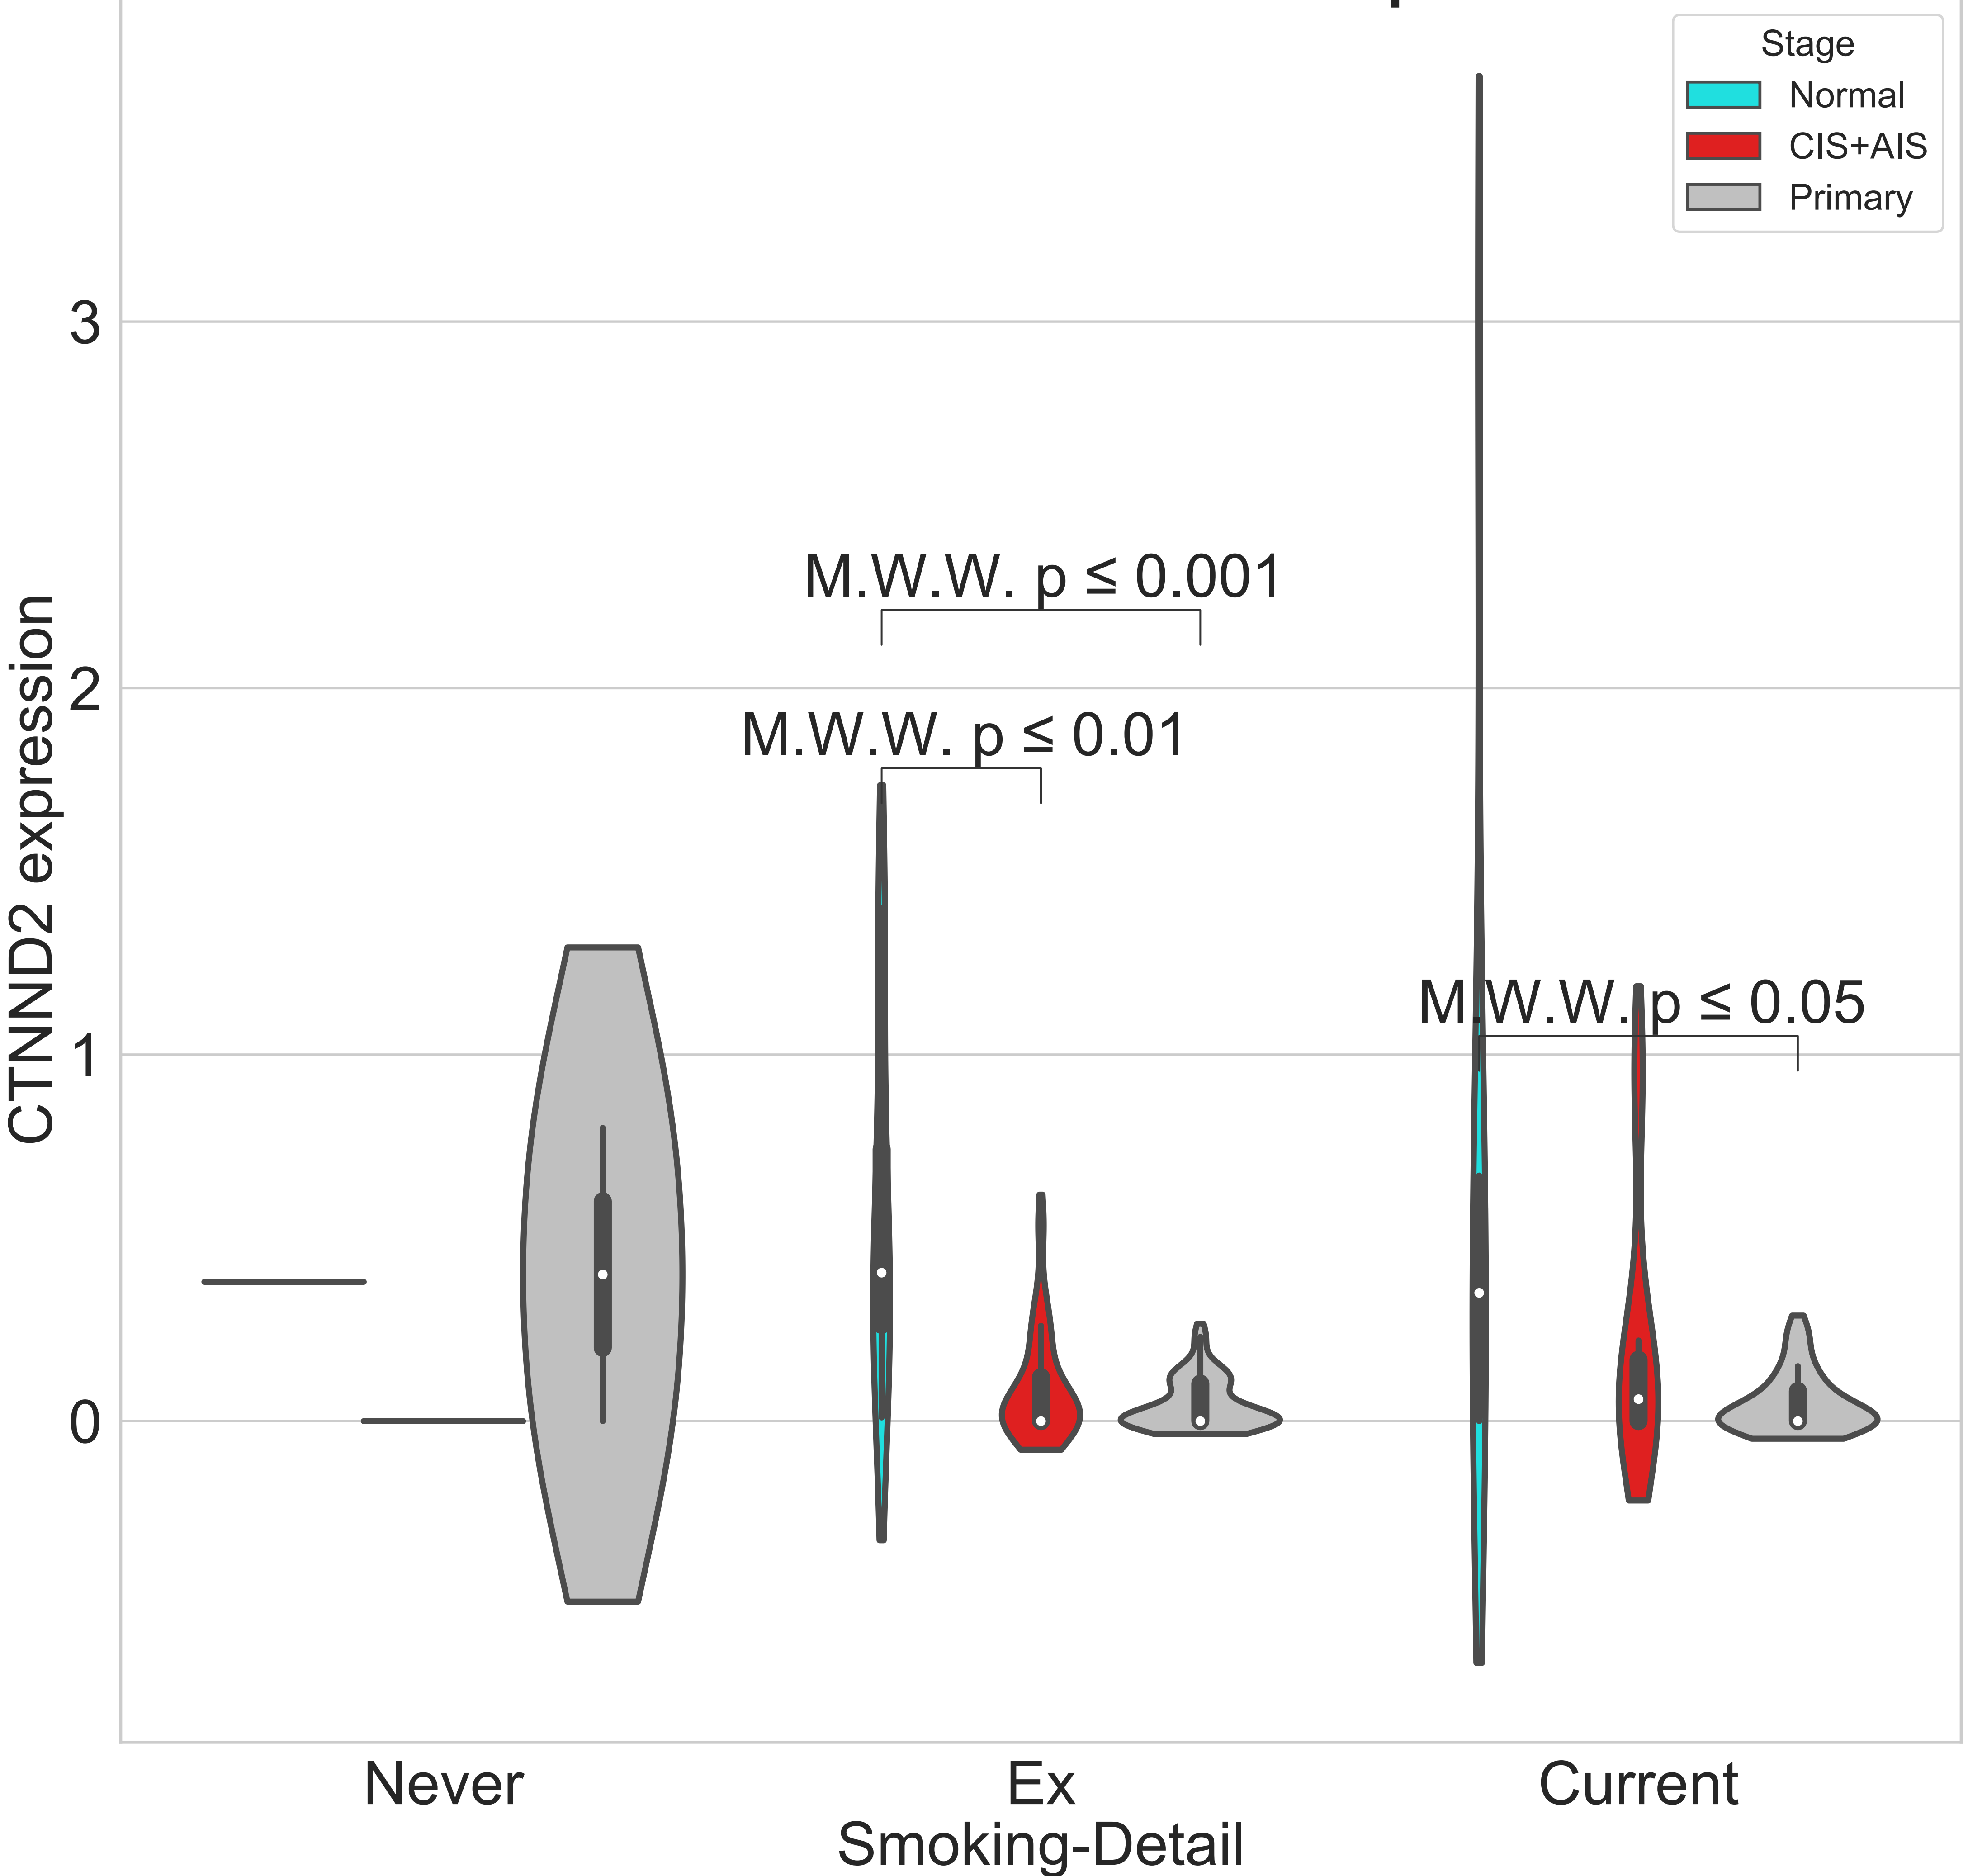 Stage
Normal
CIS+AIS
Primary
3
M.W.W. p ≤ 0.001
2
M.W.W. p ≤ 0.01
CTNND2 expression
M.W.W. p ≤ 0.05
1
0
Never
Ex
Current
Smoking-Detail